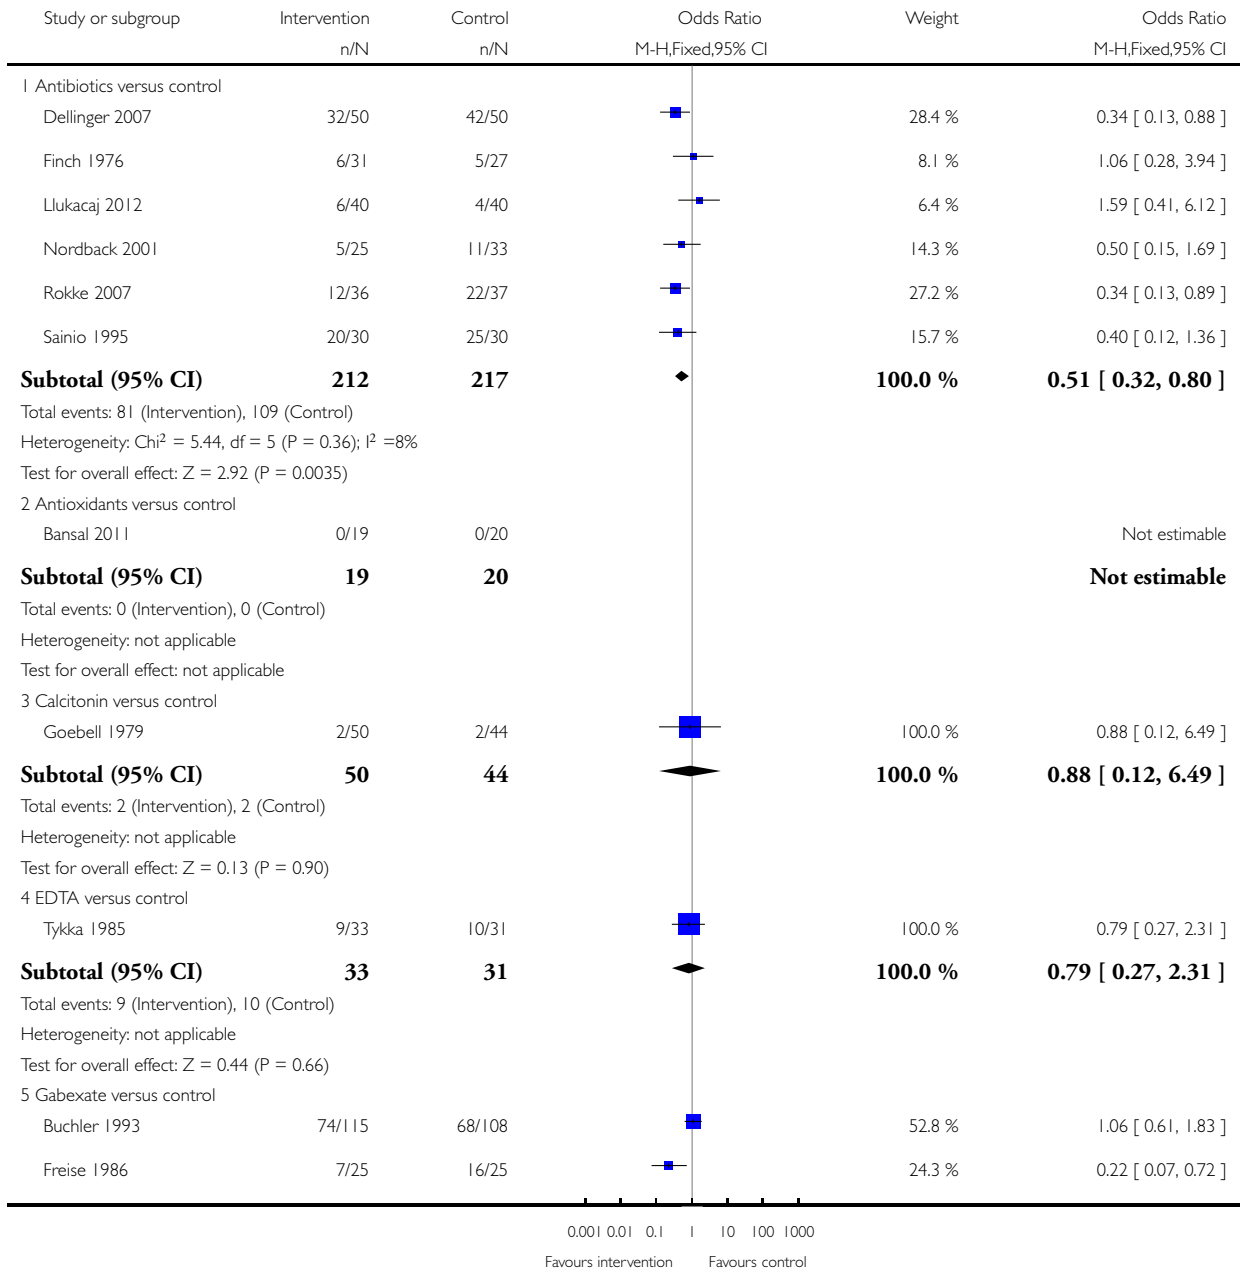 Study or subgroup Intervention Control Odds Ratio Weight Odds Ratio
n/N n/N M-H,Fixed,95% CI M-H,Fixed,95% CI
1 Antibiotics versus control
Dellinger 2007 32/50 42/50 28.4 % 0.34 [ 0.13, 0.88 ]
Finch 1976 6/31 5/27 8.1 % 1.06 [ 0.28, 3.94 ]
Llukacaj 2012 6/40 4/40 6.4 % 1.59 [ 0.41, 6.12 ]
Nordback 2001 5/25 11/33 14.3 % 0.50 [ 0.15, 1.69 ]
Rokke 2007 12/36 22/37 27.2 % 0.34 [ 0.13, 0.89 ]
Sainio 1995 20/30 25/30 15.7 % 0.40 [ 0.12, 1.36 ]
Subtotal (95% CI) 212 217 100.0 % 0.51 [ 0.32, 0.80 ]
Total events: 81 (Intervention), 109 (Control)
Heterogeneity: Chi² = 5.44, df = 5 (P = 0.36); I² =8%
Test for overall effect: Z = 2.92 (P = 0.0035)
2 Antioxidants versus control
Bansal 2011 0/19 0/20 Not estimable
Subtotal (95% CI) 19 20 Not estimable
Total events: 0 (Intervention), 0 (Control)
Heterogeneity: not applicable
Test for overall effect: not applicable
3 Calcitonin versus control
Goebell 1979 2/50 2/44 100.0 % 0.88 [ 0.12, 6.49 ]
Subtotal (95% CI) 50 44 100.0 % 0.88 [ 0.12, 6.49 ]
Total events: 2 (Intervention), 2 (Control)
Heterogeneity: not applicable
Test for overall effect: Z = 0.13 (P = 0.90)
4 EDTA versus control
Tykka 1985 9/33 10/31 100.0 % 0.79 [ 0.27, 2.31 ]
Subtotal (95% CI) 33 31 100.0 % 0.79 [ 0.27, 2.31 ]
Total events: 9 (Intervention), 10 (Control)
Heterogeneity: not applicable
Test for overall effect: Z = 0.44 (P = 0.66)
5 Gabexate versus control
Buchler 1993 74/115 68/108 52.8 % 1.06 [ 0.61, 1.83 ]
Freise 1986 7/25 16/25 24.3 % 0.22 [ 0.07, 0.72 ]
0.001 0.01 0.1 1 10 100 1000
Favours intervention Favours control